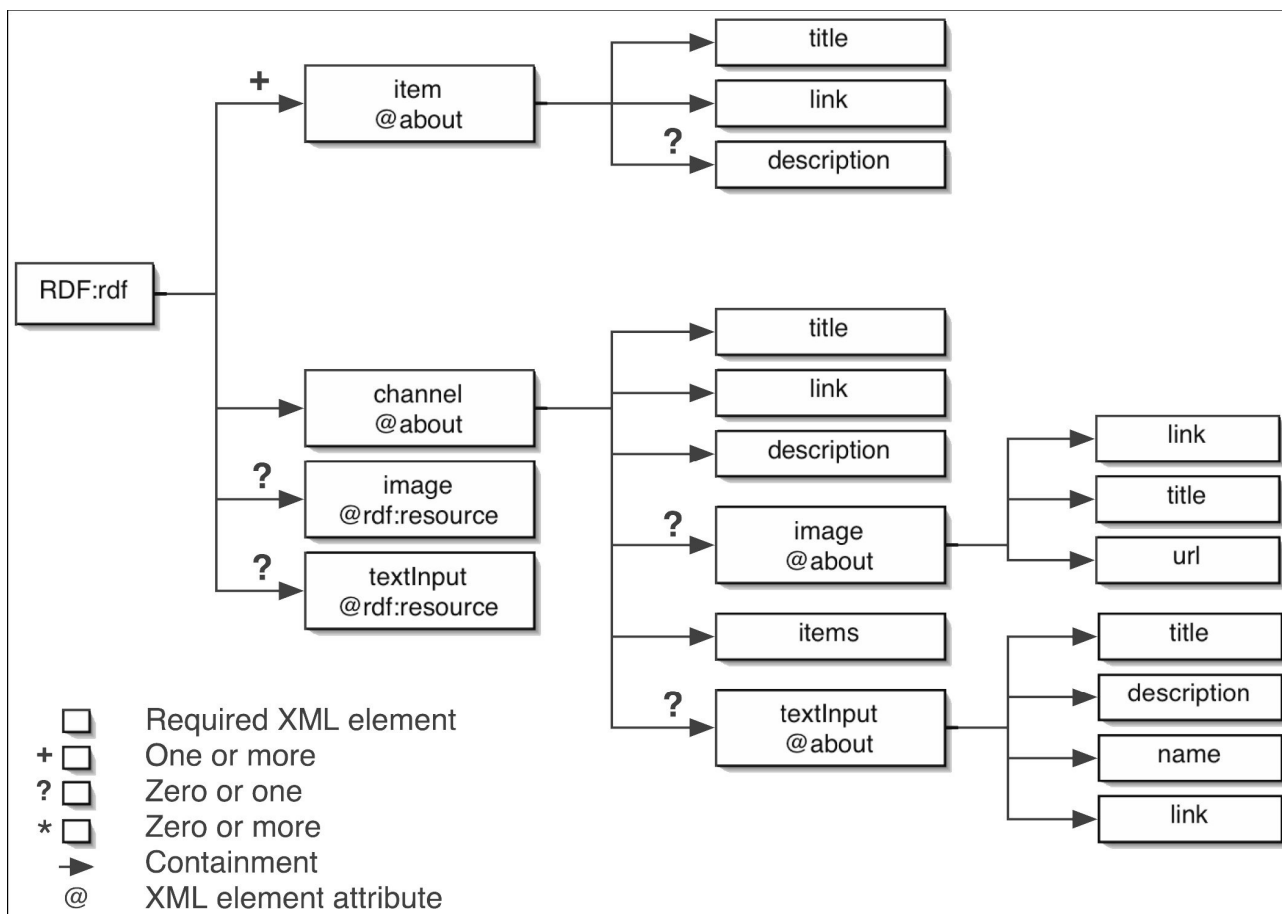 title
+
item
@about
link
?
description
RDF:rdf
title
channel
@about
link
description
?
image
@rdf:resource
?
image
@about
link
title
url
?
textInput
@rdf:resource
items
?
textInput
@about
title
description
name
link
Required XML element
+ One or more
? Zero or one
* Zero or more
Containment
@ XML element attribute